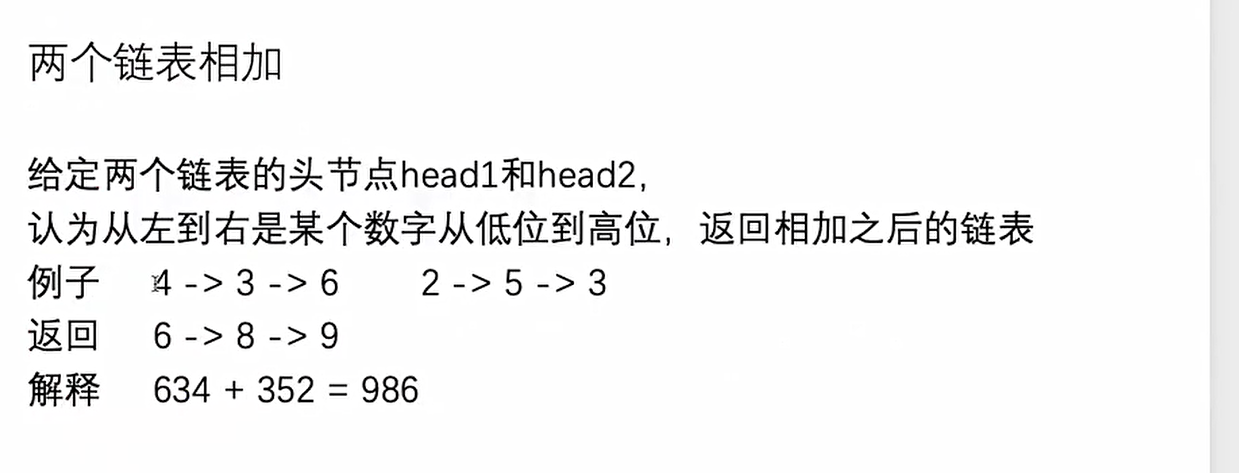 两个链表相加
给定两个链表的头节点head1和head2,
认为从左到右是某个数字从低位到高位，返回相加之后的链表
例子 4 -> 3 -> 6 2 -> 5 -> 3
返回 6 -> 8 -> 9
解释 634 + 352 = 986